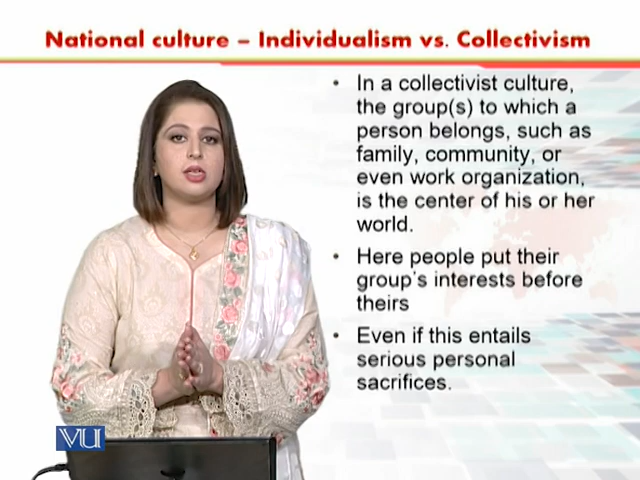 National culture – Individualism vs. Collectivism
• In a collectivist culture,
the group(s) to which a
person belongs, such as
family, community, or
even work organization,
is the center of his or her
world.
• Here people put their
group's interests before
theirs
• Even if this entails
serious personal
sacrifices.
VU